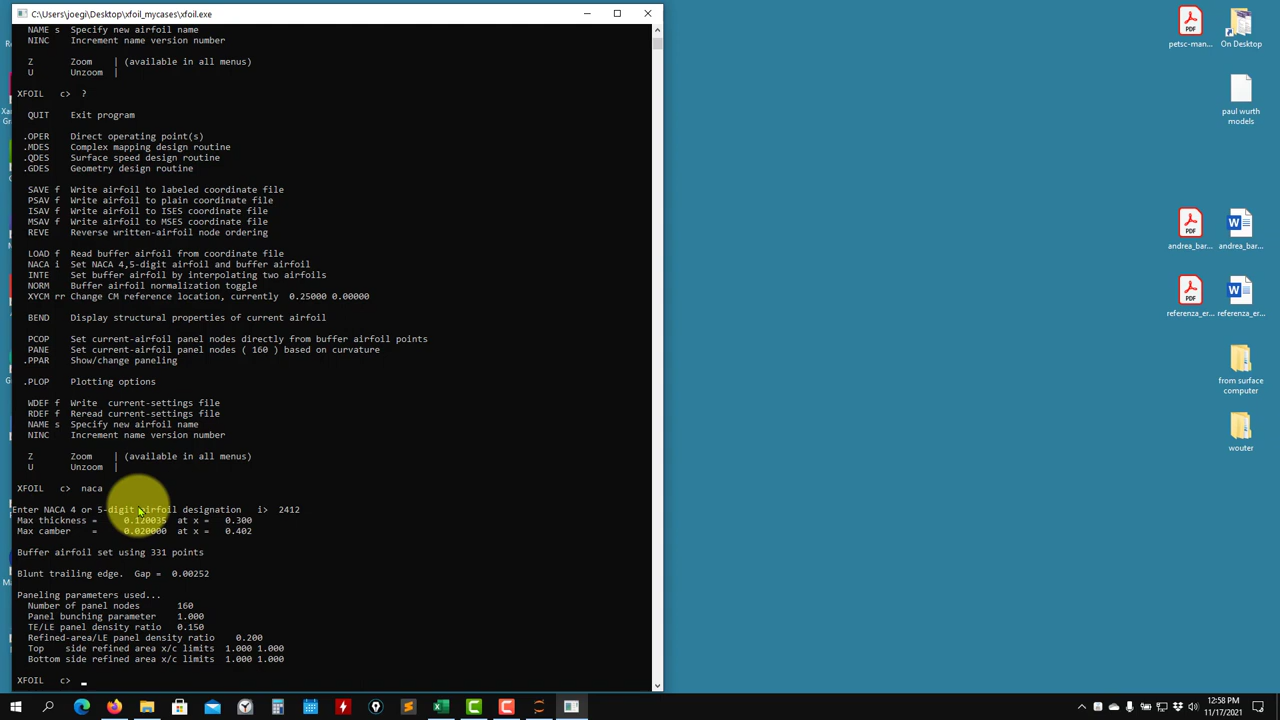 C:\Users\joegi\Desktop\xfoil_mycases\xfoil.exe
NAME s Specify new airfoil name
NINC Increment name version number
Z Zoom | (available in all menus)
U Unzoom |
XFOIL c> ?
QUIT Exit program
.OPER Direct operating point(s)
.MDES Complex mapping design routine
.QDES Surface speed design routine
.GDES Geometry design routine
SAVE f Write airfoil to labeled coordinate file
PSAV f Write airfoil to plain coordinate file
ISAV f Write airfoil to ISES coordinate file
MSAV f Write airfoil to MSES coordinate file
REVE Reverse written-airfoil node ordering
LOAD f Read buffer airfoil from coordinate file
NACA i Set NACA 4,5-digit airfoil and buffer airfoil
INTE Set buffer airfoil by interpolating two airfoils
NORM Buffer airfoil normalization toggle
XYCM rr Change CM reference location, currently 0.25000 0.00000
BEND Display structural properties of current airfoil
PCOP Set current-airfoil panel nodes directly from buffer airfoil points
PANE Set current-airfoil panel nodes ( 160 ) based on curvature
.PPAR Show/change paneling
.PLOP Plotting options
WDEF f Write current-settings file
RDEF f Reread current-settings file
NAME s Specify new airfoil name
NINC Increment name version number
Z Zoom | (available in all menus)
U Unzoom |
XFOIL c> naca
Enter NACA 4 or 5-digit airfoil designation i> 2412
Max thickness = 0.120035 at x = 0.300
Max camber = 0.020000 at x = 0.402
Buffer airfoil set using 331 points
Blunt trailing edge. Gap = 0.00252
Paneling parameters used...
Number of panel nodes 160
Panel bunching parameter 1.000
TE/LE panel density ratio 0.150
Refined-area/LE panel density ratio 0.200
Top side refined area x/c limits 1.000 1.000
Bottom side refined area x/c limits 1.000 1.000
XFOIL c> _
petsc-man...
On Desktop
paul wurth
models
andrea_bar...
andrea_bar...
referenza_er...
referenza_er...
from surface
computer
wouter
12:58 PM
11/17/2021